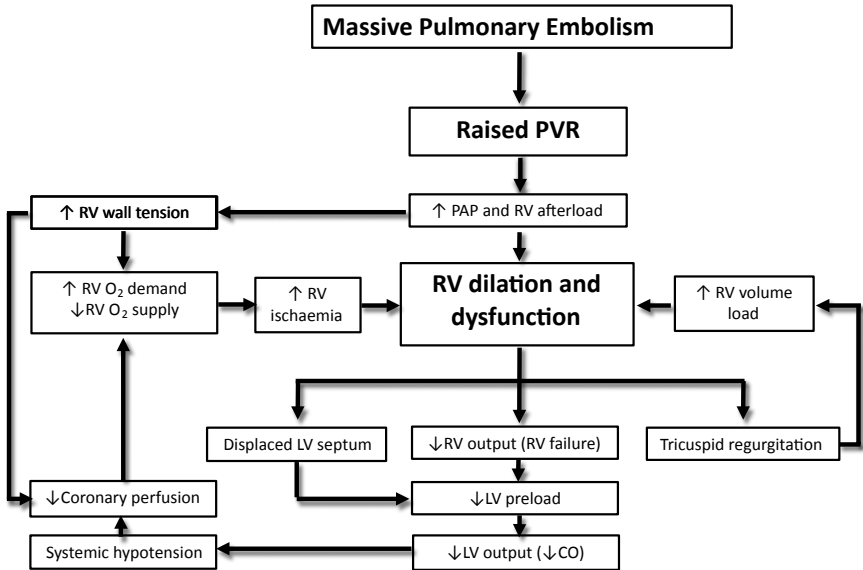 Massive Pulmonary Embolism
Raised PVR
↑ RV wall tension
↑ PAP and RV afterload
↑ RV O₂ demand
↓RV O₂ supply
↑ RV
ischaemia
RV dilation and
dysfunction
↑ RV volume
load
Displaced LV septum
↓RV output (RV failure)
Tricuspid regurgitation
↓Coronary perfusion
↓LV preload
Systemic hypotension
↓LV output (↓CO)